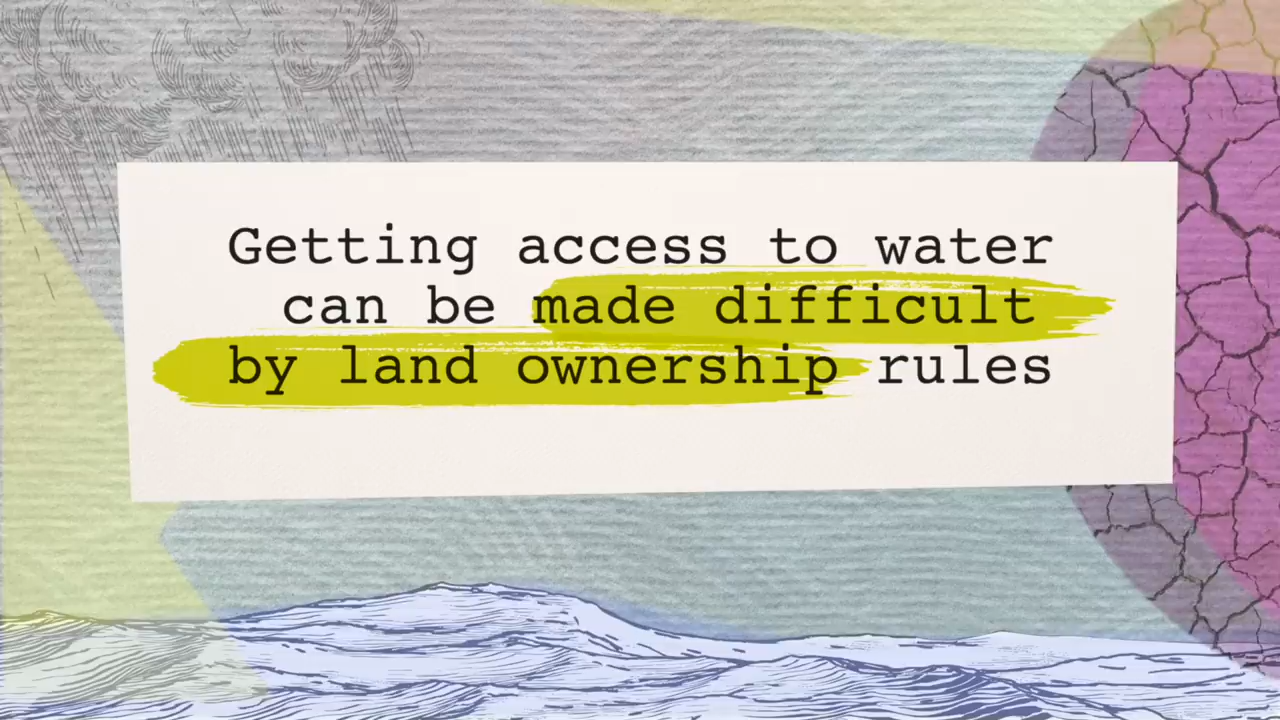 Getting access to water
can be made difficult
by land ownership rules